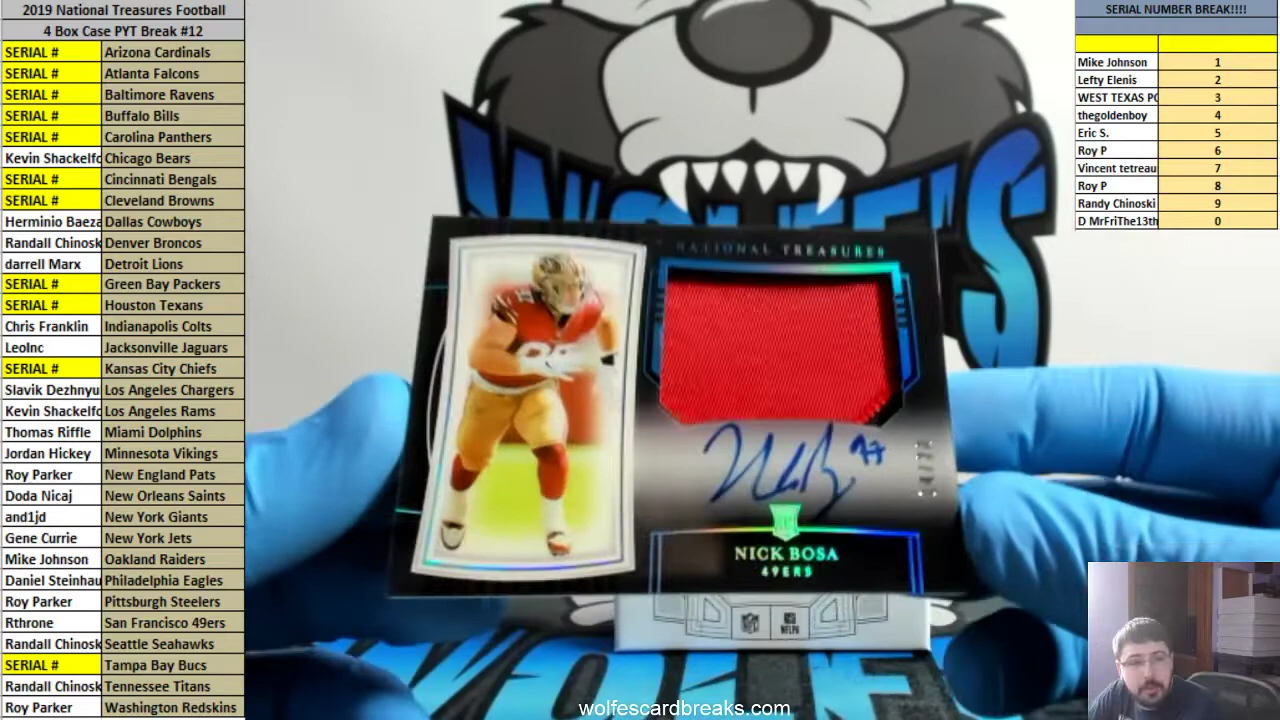 2019 National Treasures Football
4 Box Case PYT Break #12
SERIAL # Arizona Cardinals
SERIAL # Atlanta Falcons
SERIAL # Baltimore Ravens
SERIAL # Buffalo Bills
SERIAL # Carolina Panthers
Kevin Shackelfo Chicago Bears
SERIAL # Cincinnati Bengals
SERIAL # Cleveland Browns
Herminio Baeza Dallas Cowboys
Randall Chinosk Denver Broncos
darrell Marx Detroit Lions
SERIAL # Green Bay Packers
SERIAL # Houston Texans
Chris Franklin Indianapolis Colts
LeoInc Jacksonville Jaguars
SERIAL # Kansas City Chiefs
Slavik Dezhnyu Los Angeles Chargers
Kevin Shackelfo Los Angeles Rams
Thomas Riffle Miami Dolphins
Jordan Hickey Minnesota Vikings
Roy Parker New England Pats
Doda Nicaj New Orleans Saints
and1jd New York Giants
Gene Currie New York Jets
Mike Johnson Oakland Raiders
Daniel Steinhau Philadelphia Eagles
Roy Parker Pittsburgh Steelers
Rthrone San Francisco 49ers
Randall Chinosk Seattle Seahawks
SERIAL # Tampa Bay Bucs
Randall Chinosk Tennessee Titans
Roy Parker Washington Redskins
WOLFE'S
NATIONAL TREASURES
NICK BOSA
49ERS
NFL
NFLPA
WOLF
wolfescardbreaks.com
SERIAL NUMBER BREAK!!!!
Mike Johnson 1
Lefty Elenis 2
WEST TEXAS PO 3
thegoldenboy 4
Eric S. 5
Roy P 6
Vincent tetreau 7
Roy P 8
Randy Chinoski 9
D MrFriThe13th 0